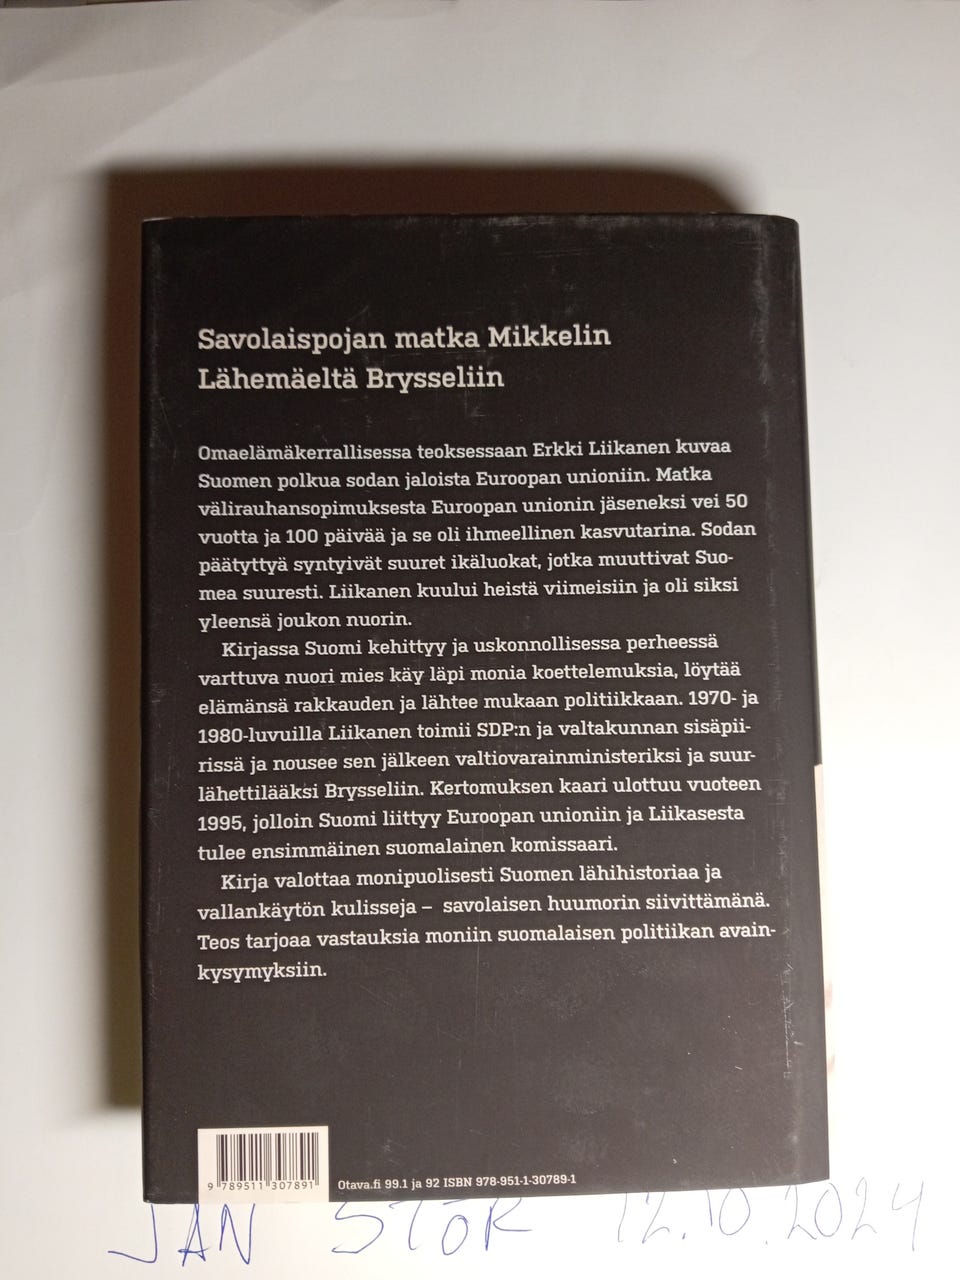 Savolaispojan matka Mikkelin
Lähemäeltä Brysseliin
Omaelämäkerrallisessa teoksessaan Erkki Liikanen kuvaa
Suomen polkua sodan jaloista Euroopan unioniin. Matka
välirauhansopimuksesta Euroopan unionin jäseneksi vei 50
vuotta ja 100 päivää ja se oli ihmeellinen kasvutarina. Sodan
päätyttyä syntyivät suuret ikäluokat, jotka muuttivat Suo-
mea suuresti. Liikanen kuului heistä viimeisiin ja oli siksi
yleensä joukon nuorin.
Kirjassa Suomi kehittyy ja uskonnollisessa perheessä
varttuva nuori mies käy läpi monia koettelemuksia, löytää
elämänsä rakkauden ja lähtee mukaan politiikkaan. 1970- ja
1980-luvuilla Liikanen toimii SDP:n ja valtakunnan sisäpii-
rissä ja nousee sen jälkeen valtiovarainministeriksi ja suur-
lähettilääksi Brysseliin. Kertomuksen kaari ulottuu vuoteen
1995, jolloin Suomi liittyy Euroopan unioniin ja Liikasesta
tulee ensimmäinen suomalainen komissaari.
Kirja valottaa monipuolisesti Suomen lähihistoriaa ja
vallankäytön kulisseja – savolaisen huumorin siivittämänä.
Teos tarjoaa vastauksia moniin suomalaisen politiikan avain-
kysymyksiin.
9 789511 307891
Otava.fi 99.1 ja 92 ISBN 978-951-1-30789-1
JAN STÖR 12.10.2024